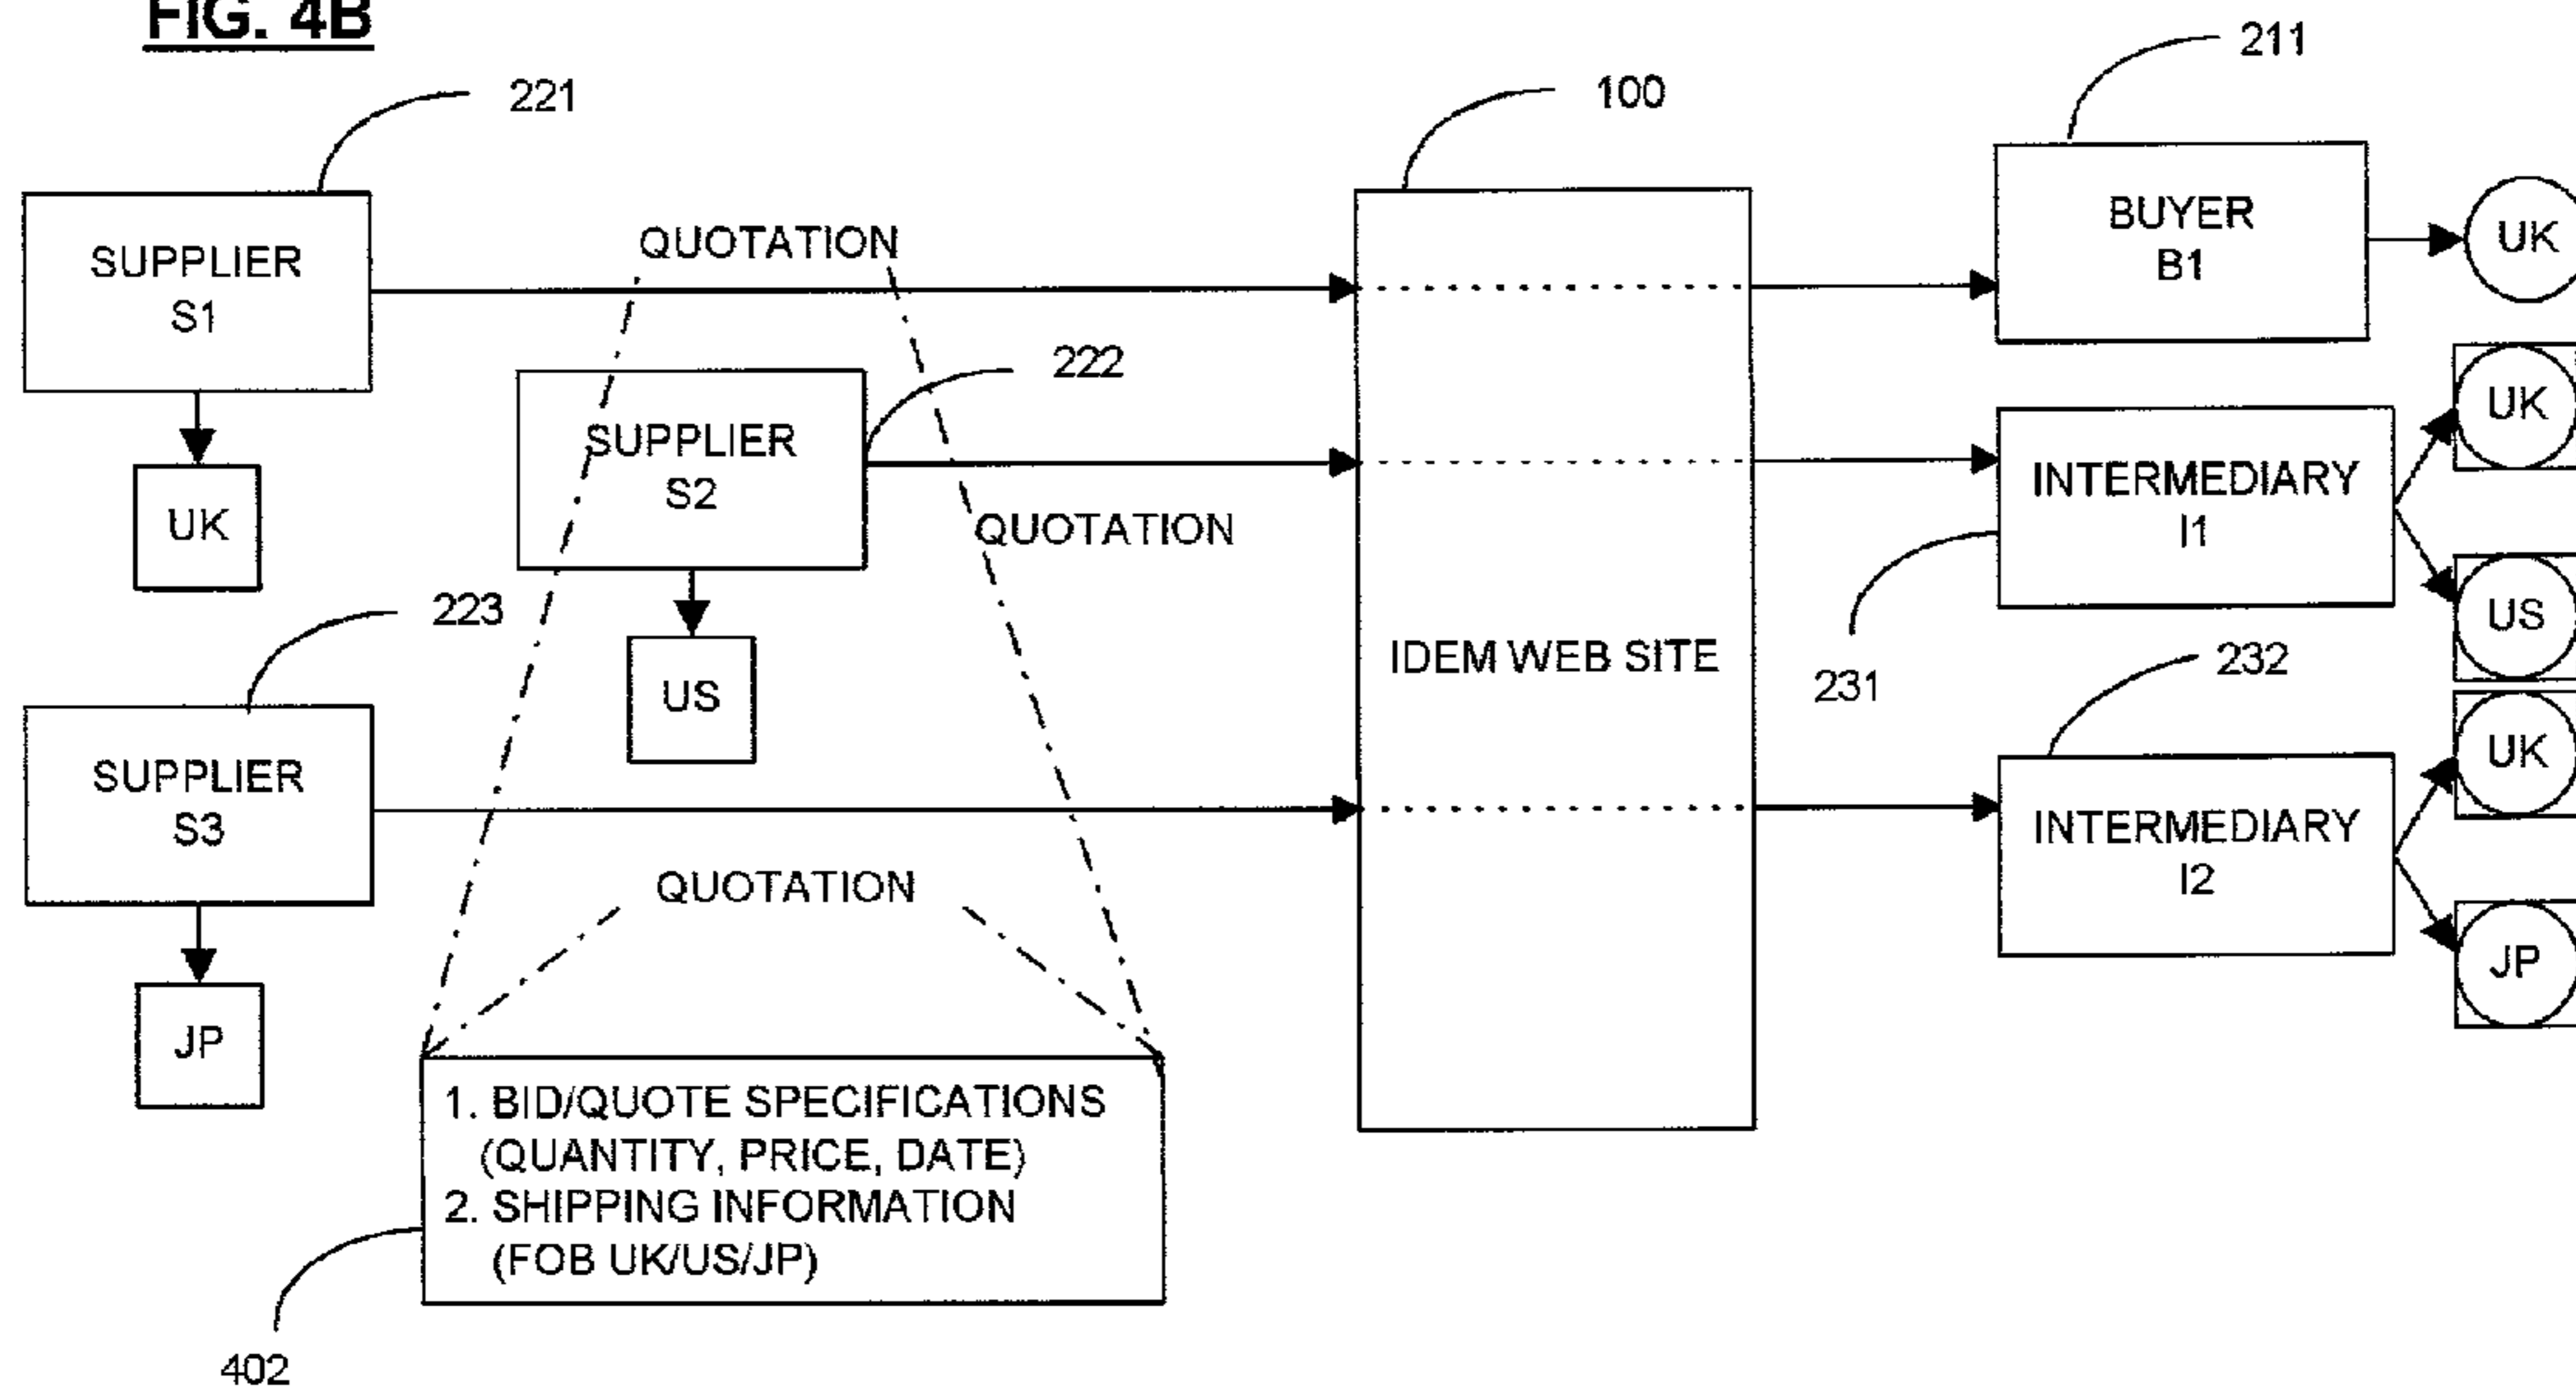 FIG. 4B
211
221
100
SUPPLIER
S1
QUOTATION
BUYER
B1
UK
222
UK
SUPPLIER
S2
QUOTATION
INTERMEDIARY
I1
UK
223
US
US
IDEM WEB SITE
231
232
SUPPLIER
S3
UK
INTERMEDIARY
I2
QUOTATION
JP
JP
1. BID/QUOTE SPECIFICATIONS
(QUANTITY, PRICE, DATE)
2. SHIPPING INFORMATION
(FOB UK/US/JP)
402